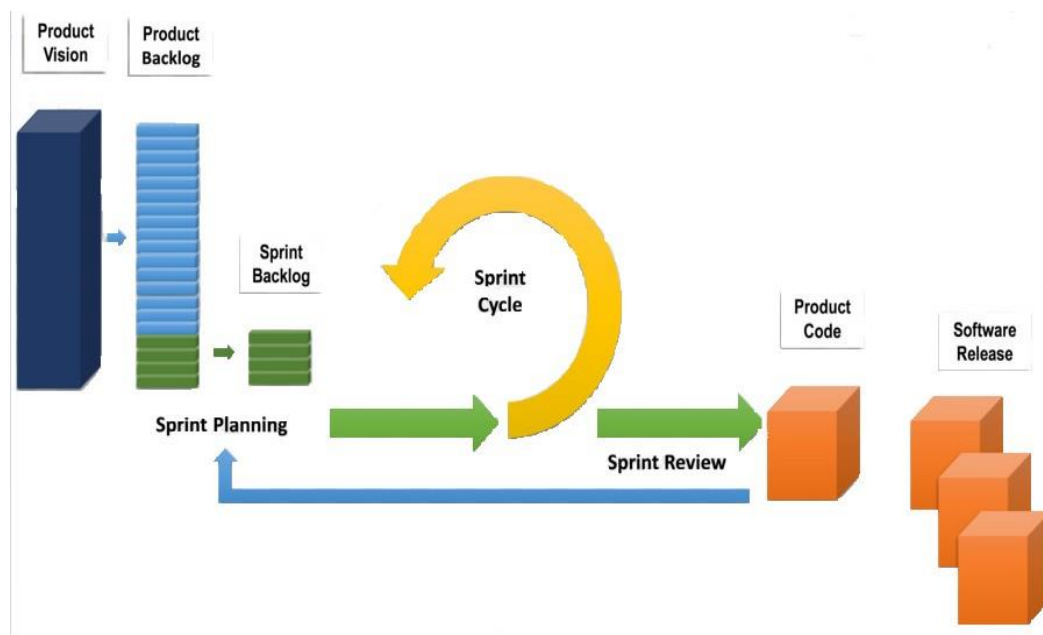 Product
Vision
Product
Backlog
Sprint
Backlog
Sprint
Cycle
Product
Code
Software
Release
Sprint Planning
Sprint Review